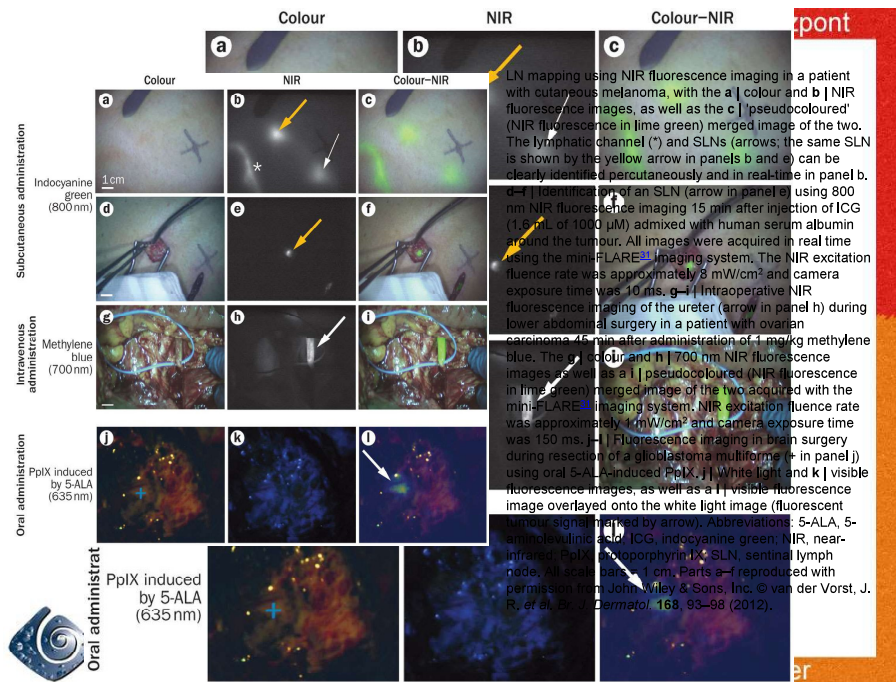 Colour NIR Colour–NIR
a b c
zpont
Colour NIR Colour–NIR
a b c
Subcutaneous administration
Indocyanine
green
(800 nm)
1 cm
*
d e f
f
Intravenous
administration
Methylene
blue
(700 nm)
g h i
i
Oral administration
PpIX induced
by 5-ALA
(635 nm)
j k l
l
LN mapping using NIR fluorescence imaging in a patient
with cutaneous melanoma, with the a | colour and b | NIR
fluorescence images, as well as the c | 'pseudocoloured'
(NIR fluorescence in lime green) merged image of the two.
The lymphatic channel (*) and SLNs (arrows; the same SLN
is shown by the yellow arrow in panels b and e) can be
clearly identified percutaneously and in real-time in panel b.
d–f | Identification of an SLN (arrow in panel e) using 800
nm NIR fluorescence imaging 15 min after injection of ICG
(1.6 mL of 1000 μM) admixed with human serum albumin
around the tumour. All images were acquired in real time
using the mini-FLARE31 imaging system. The NIR excitation
fluence rate was approximately 8 mW/cm2 and camera
exposure time was 10 ms. g–i | Intraoperative NIR
fluorescence imaging of the ureter (arrow in panel h) during
lower abdominal surgery in a patient with ovarian
carcinoma 45 min after administration of 1 mg/kg methylene
blue. The g | colour and h | 700 nm NIR fluorescence
images as well as a i | pseudocoloured (NIR fluorescence
in lime green) merged image of the two acquired with the
mini-FLARE31 imaging system. NIR excitation fluence rate
was approximately 1 mW/cm2 and camera exposure time
was 150 ms. j–l | Fluorescence imaging in brain surgery
during resection of a glioblastoma multiforme (+ in panel j)
using oral 5-ALA-induced PpIX. j | White light and k | visible
fluorescence images, as well as a l | visible fluorescence
image overlayed onto the white light image (fluorescent
tumour signal marked by arrow). Abbreviations: 5-ALA, 5-
aminolevulinic acid; ICG, indocyanine green; NIR, near-
infrared; PpIX, protoporphyrin IX; SLN, sentinal lymph
node. All scale bars = 1 cm. Parts a–f reproduced with
permission from John Wiley & Sons, Inc. © van der Vorst, J.
R. et al. Br. J. Dermatol. 168, 93–98 (2012).
Oral administrat
PpIX induced
by 5-ALA
(635 nm)
er